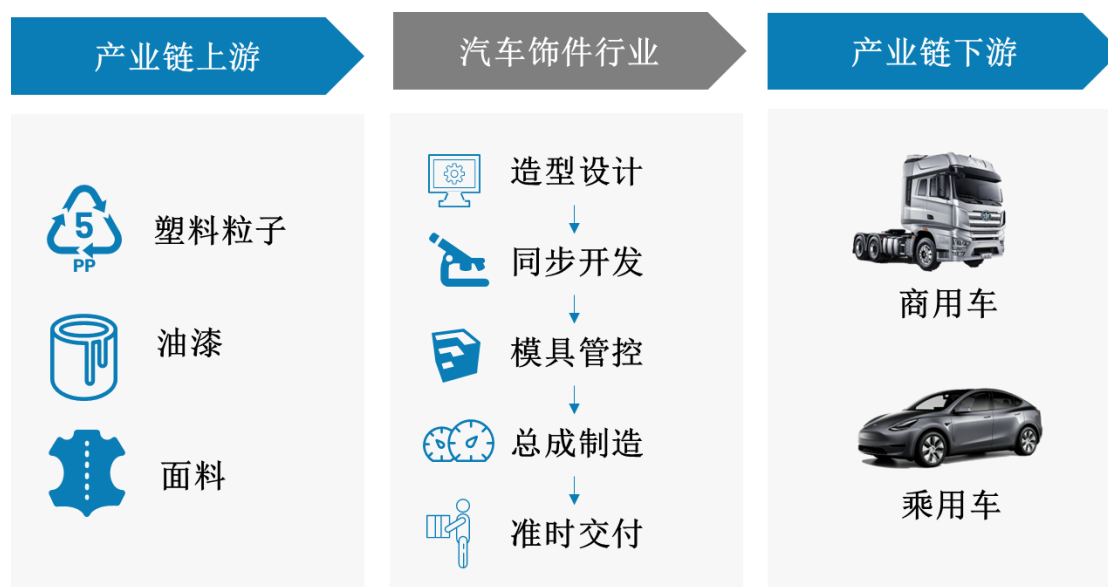 产业链上游
汽车饰件行业
产业链下游
5
PP
塑料粒子
油漆
面料
造型设计
同步开发
模具管控
总成制造
准时交付
商用车
乘用车